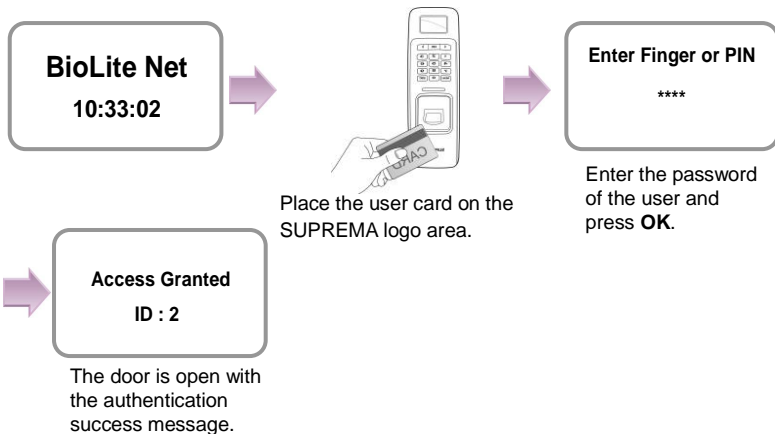 BioLite Net
10:33:02
Enter Finger or PIN
****
CARD
Place the user card on the
SUPREMA logo area.
Enter the password
of the user and
press OK.
Access Granted
ID : 2
The door is open with
the authentication
success message.